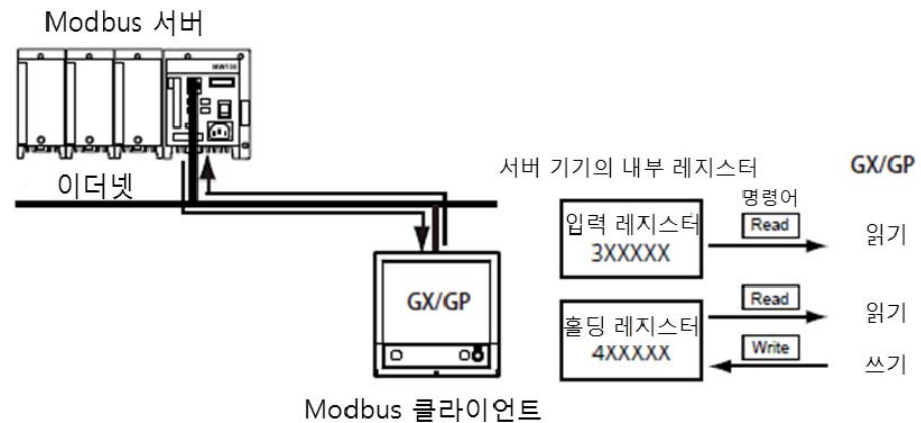 Modbus 서버
MW100
이더넷
GX/GP
Modbus 클라이언트
서버 기기의 내부 레지스터
GX/GP
명령어
입력 레지스터
3XXXXX
Read
읽기
홀딩 레지스터
4XXXXX
Read
읽기
Write
쓰기